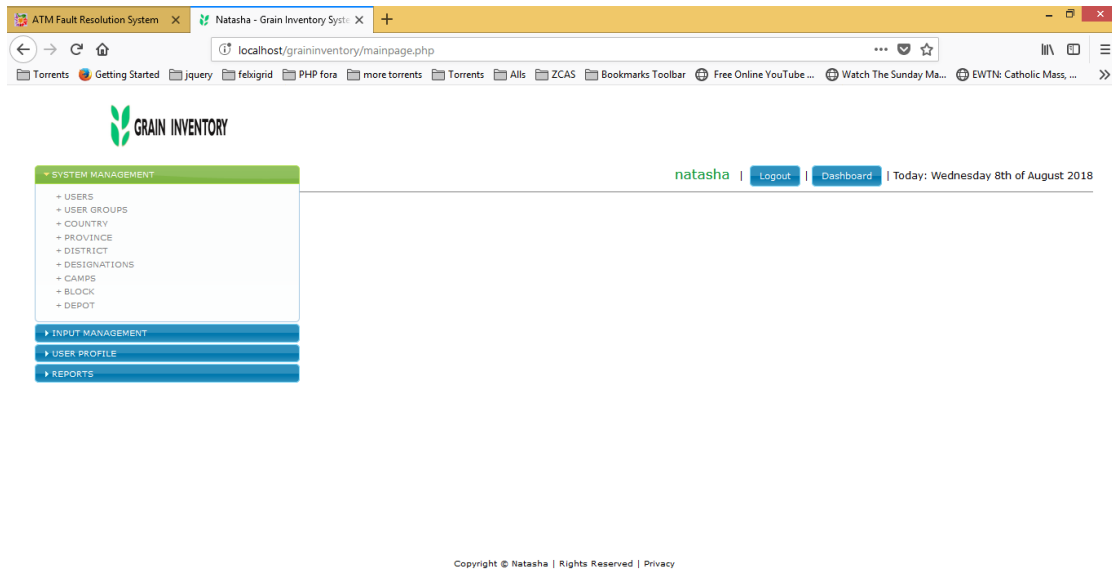 ATM Fault Resolution System
Natasha - Grain Inventory Syste
localhost/graininventory/mainpage.php
Torrents Getting Started jquery felxigrid PHP fora more torrents Torrents Alls ZCAS Bookmarks Toolbar Free Online YouTube ... Watch The Sunday Ma... EWTN: Catholic Mass, ...
GRAIN INVENTORY
natasha | Logout | Dashboard | Today: Wednesday 8th of August 2018
SYSTEM MANAGEMENT
+ USERS
+ USER GROUPS
+ COUNTRY
+ PROVINCE
+ DISTRICT
+ DESIGNATIONS
+ CAMPS
+ BLOCK
+ DEPOT
INPUT MANAGEMENT
USER PROFILE
REPORTS
Copyright © Natasha | Rights Reserved | Privacy